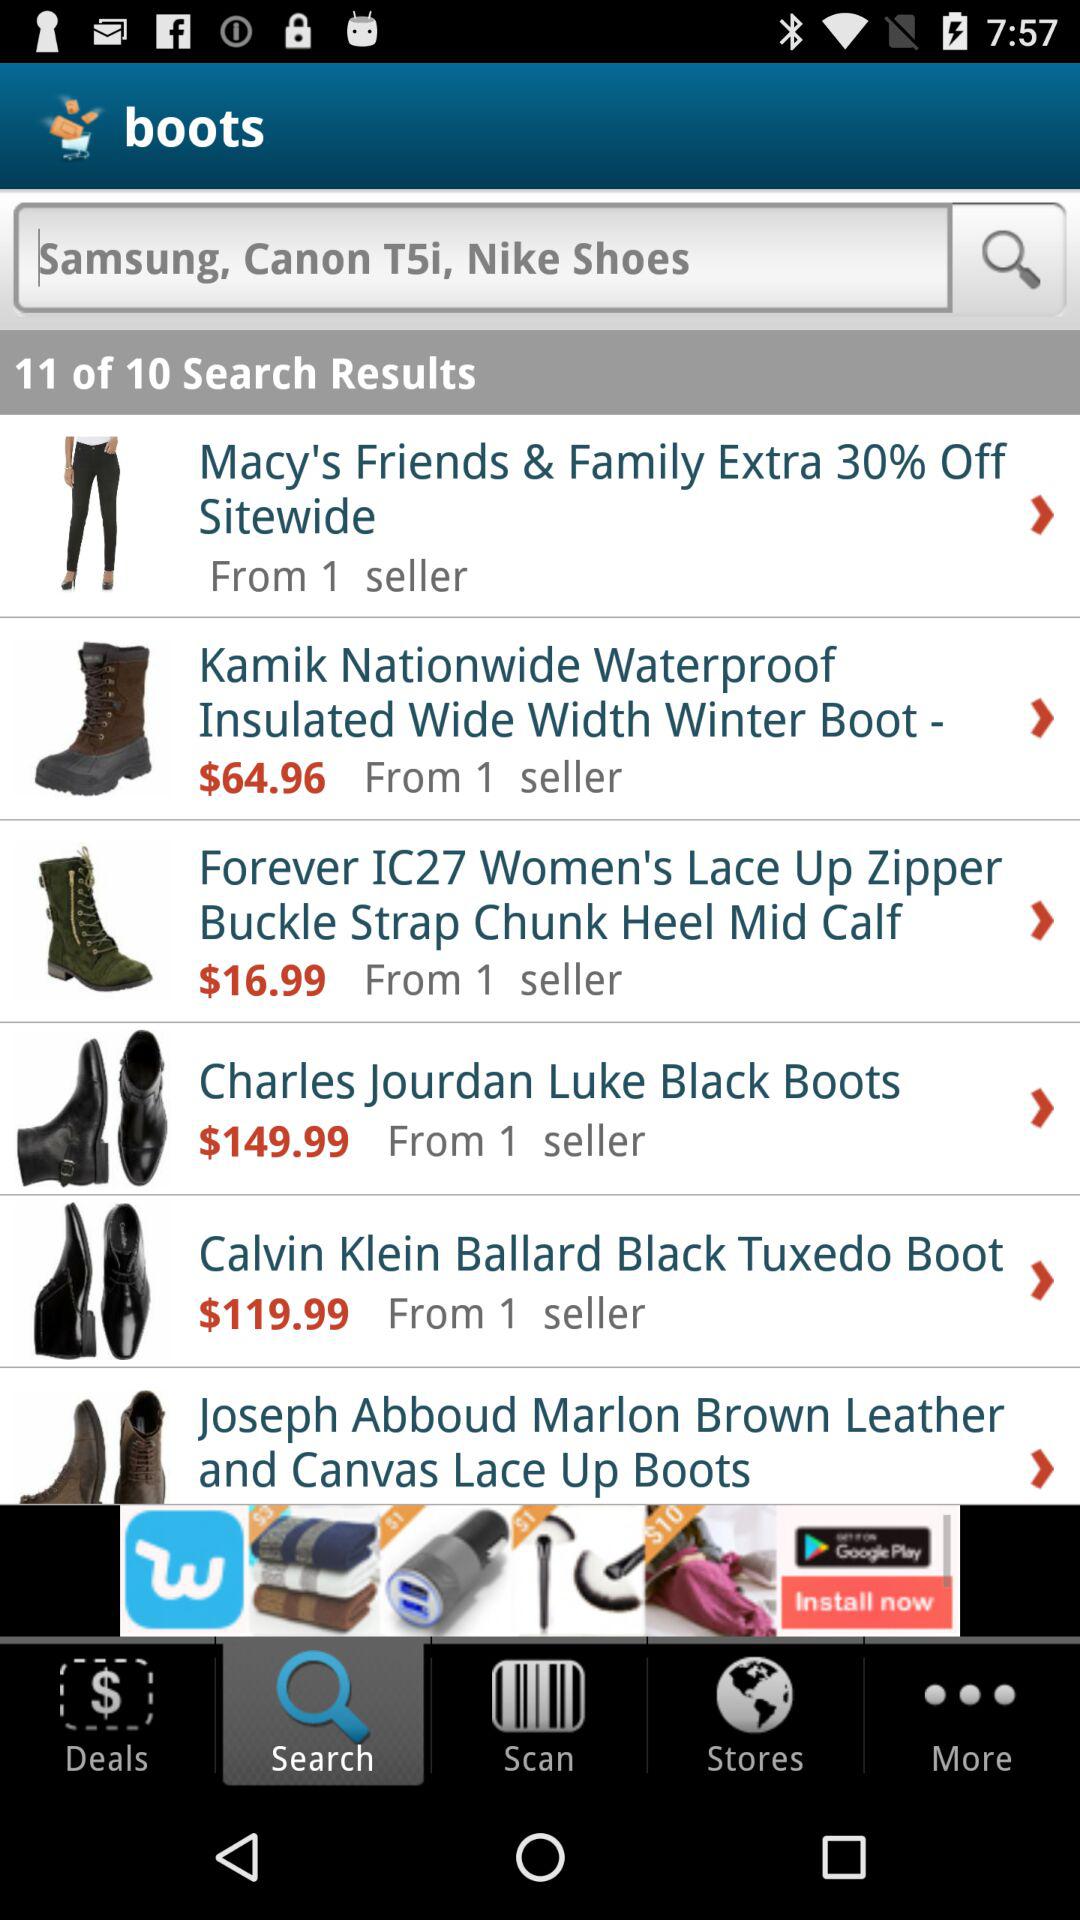 7:57
boots
Samsung, Canon T5i, Nike Shoes
11 of 10 Search Results
Macy's Friends & Family Extra 30% Off
Sitewide
From 1 seller
Kamik Nationwide Waterproof
Insulated Wide Width Winter Boot -
$64.96 From 1 seller
Forever IC27 Women's Lace Up Zipper
Buckle Strap Chunk Heel Mid Calf
$16.99 From 1 seller
Charles Jourdan Luke Black Boots
$149.99 From 1 seller
Calvin Klein Ballard Black Tuxedo Boot
$119.99 From 1 seller
Joseph Abboud Marlon Brown Leather
and Canvas Lace Up Boots
$3
$1
$1
$10
GET IT ON
Google Play
Install now
Deals
Search
Scan
Stores
More